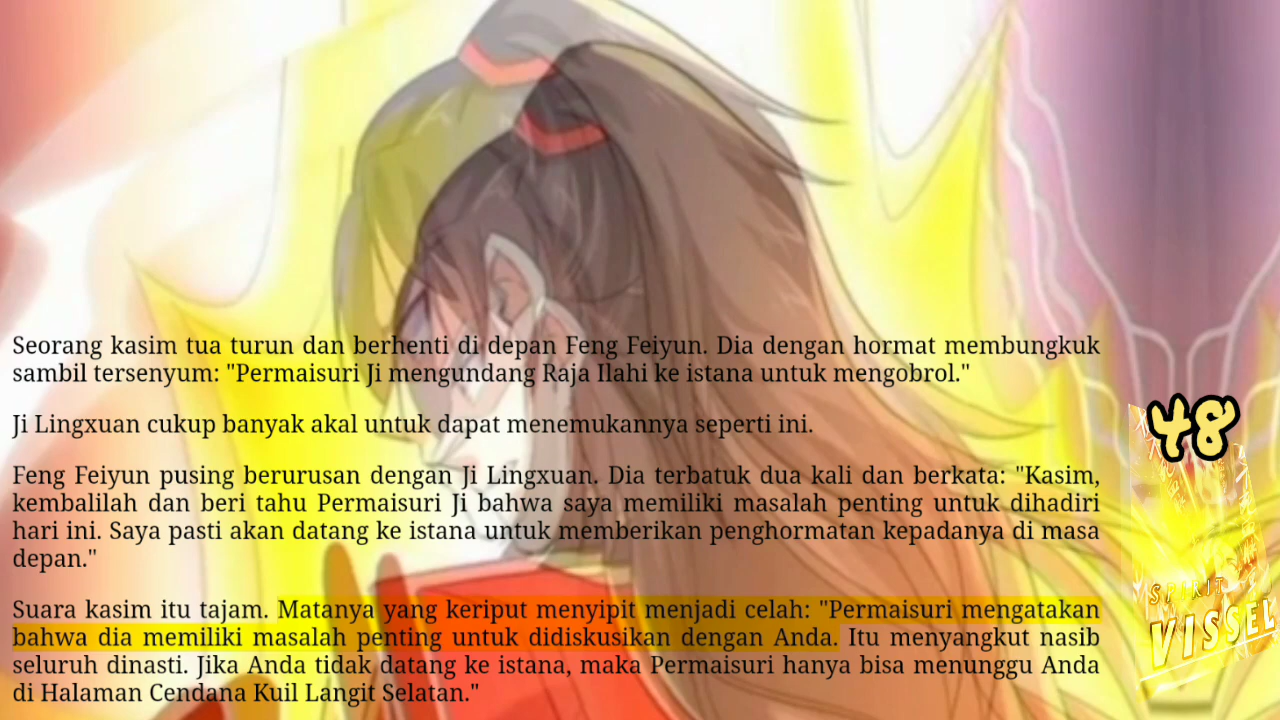 Seorang kasim tua turun dan berhenti di depan Feng Feiyun. Dia dengan hormat membungkuk
sambil tersenyum: "Permaisuri Ji mengundang Raja Ilahi ke istana untuk mengobrol."
Ji Lingxuan cukup banyak akal untuk dapat menemukannya seperti ini.
Feng Feiyun pusing berurusan dengan Ji Lingxuan. Dia terbatuk dua kali dan berkata: "Kasim,
kembalilah dan beri tahu Permaisuri Ji bahwa saya memiliki masalah penting untuk dihadiri
hari ini. Saya pasti akan datang ke istana untuk memberikan penghormatan kepadanya di masa
depan."
Suara kasim itu tajam. Matanya yang keriput menyipit menjadi celah: "Permaisuri mengatakan
bahwa dia memiliki masalah penting untuk didiskusikan dengan Anda. Itu menyangkut nasib
seluruh dinasti. Jika Anda tidak datang ke istana, maka Permaisuri hanya bisa menunggu Anda
di Halaman Cendana Kuil Langit Selatan."
48
SPIRIT
VISSEL